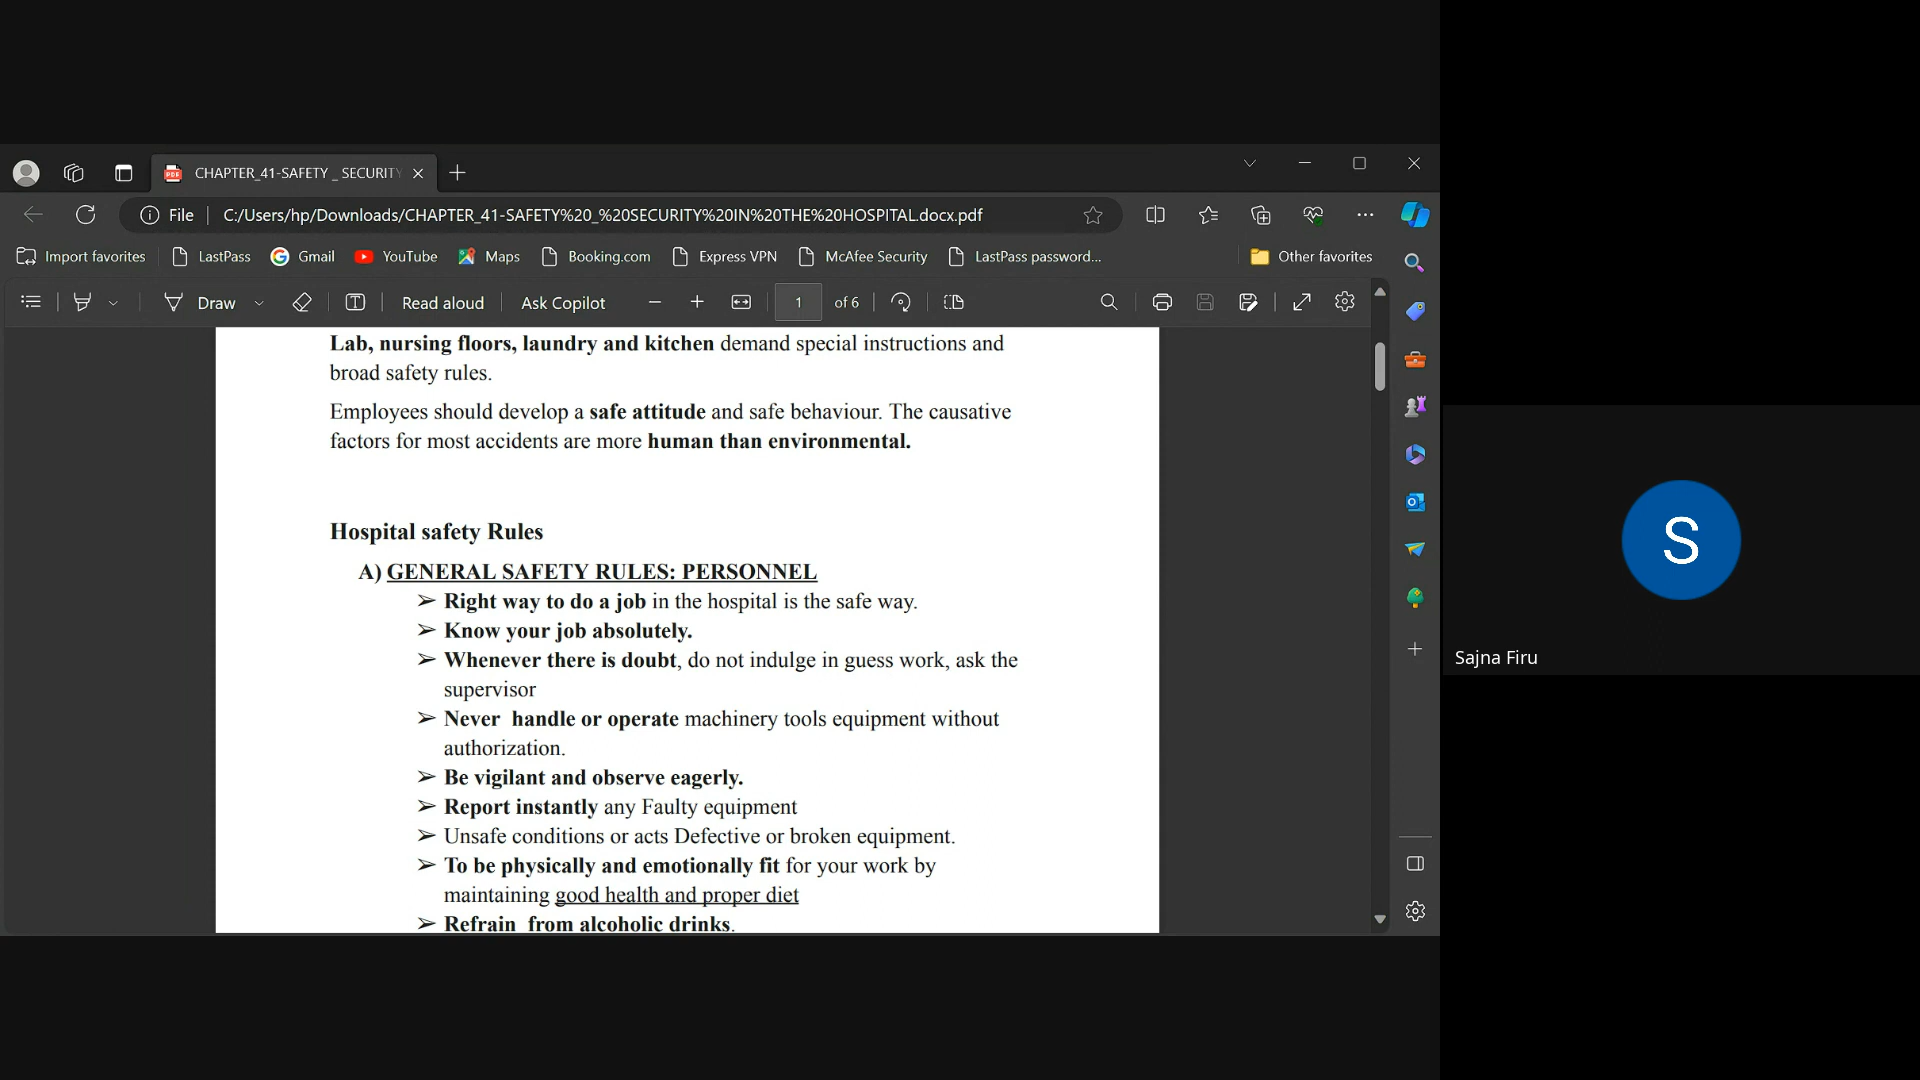 CHAPTER_41-SAFETY _ SECURITY
File
C:/Users/hp/Downloads/CHAPTER_41-SAFETY%20_%20SECURITY%20IN%20THE%20HOSPITAL.docx.pdf
Import favorites LastPass Gmail YouTube Maps Booking.com Express VPN McAfee Security LastPass password... Other favorites
Draw Read aloud Ask Copilot 1 of 6
Lab, nursing floors, laundry and kitchen demand special instructions and
broad safety rules.
Employees should develop a safe attitude and safe behaviour. The causative
factors for most accidents are more human than environmental.
Hospital safety Rules
A) GENERAL SAFETY RULES: PERSONNEL
➢ Right way to do a job in the hospital is the safe way.
➢ Know your job absolutely.
➢ Whenever there is doubt, do not indulge in guess work, ask the
supervisor
➢ Never handle or operate machinery tools equipment without
authorization.
➢ Be vigilant and observe eagerly.
➢ Report instantly any Faulty equipment
➢ Unsafe conditions or acts Defective or broken equipment.
➢ To be physically and emotionally fit for your work by
maintaining good health and proper diet
➢ Refrain from alcoholic drinks.
S
Sajna Firu